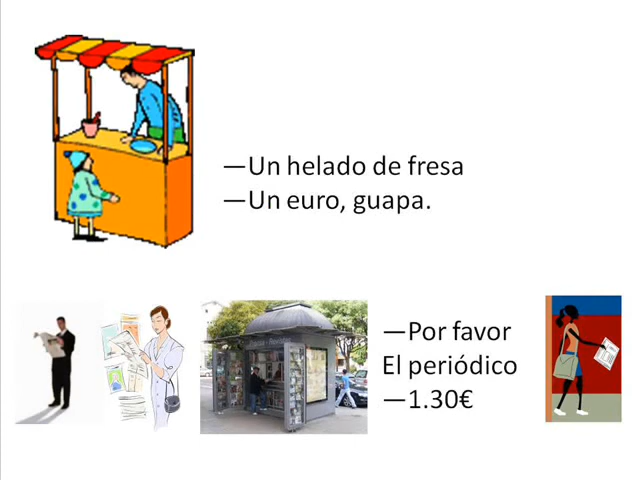 —Un helado de fresa
—Un euro, guapa.
—Por favor
El periódico
—1.30€